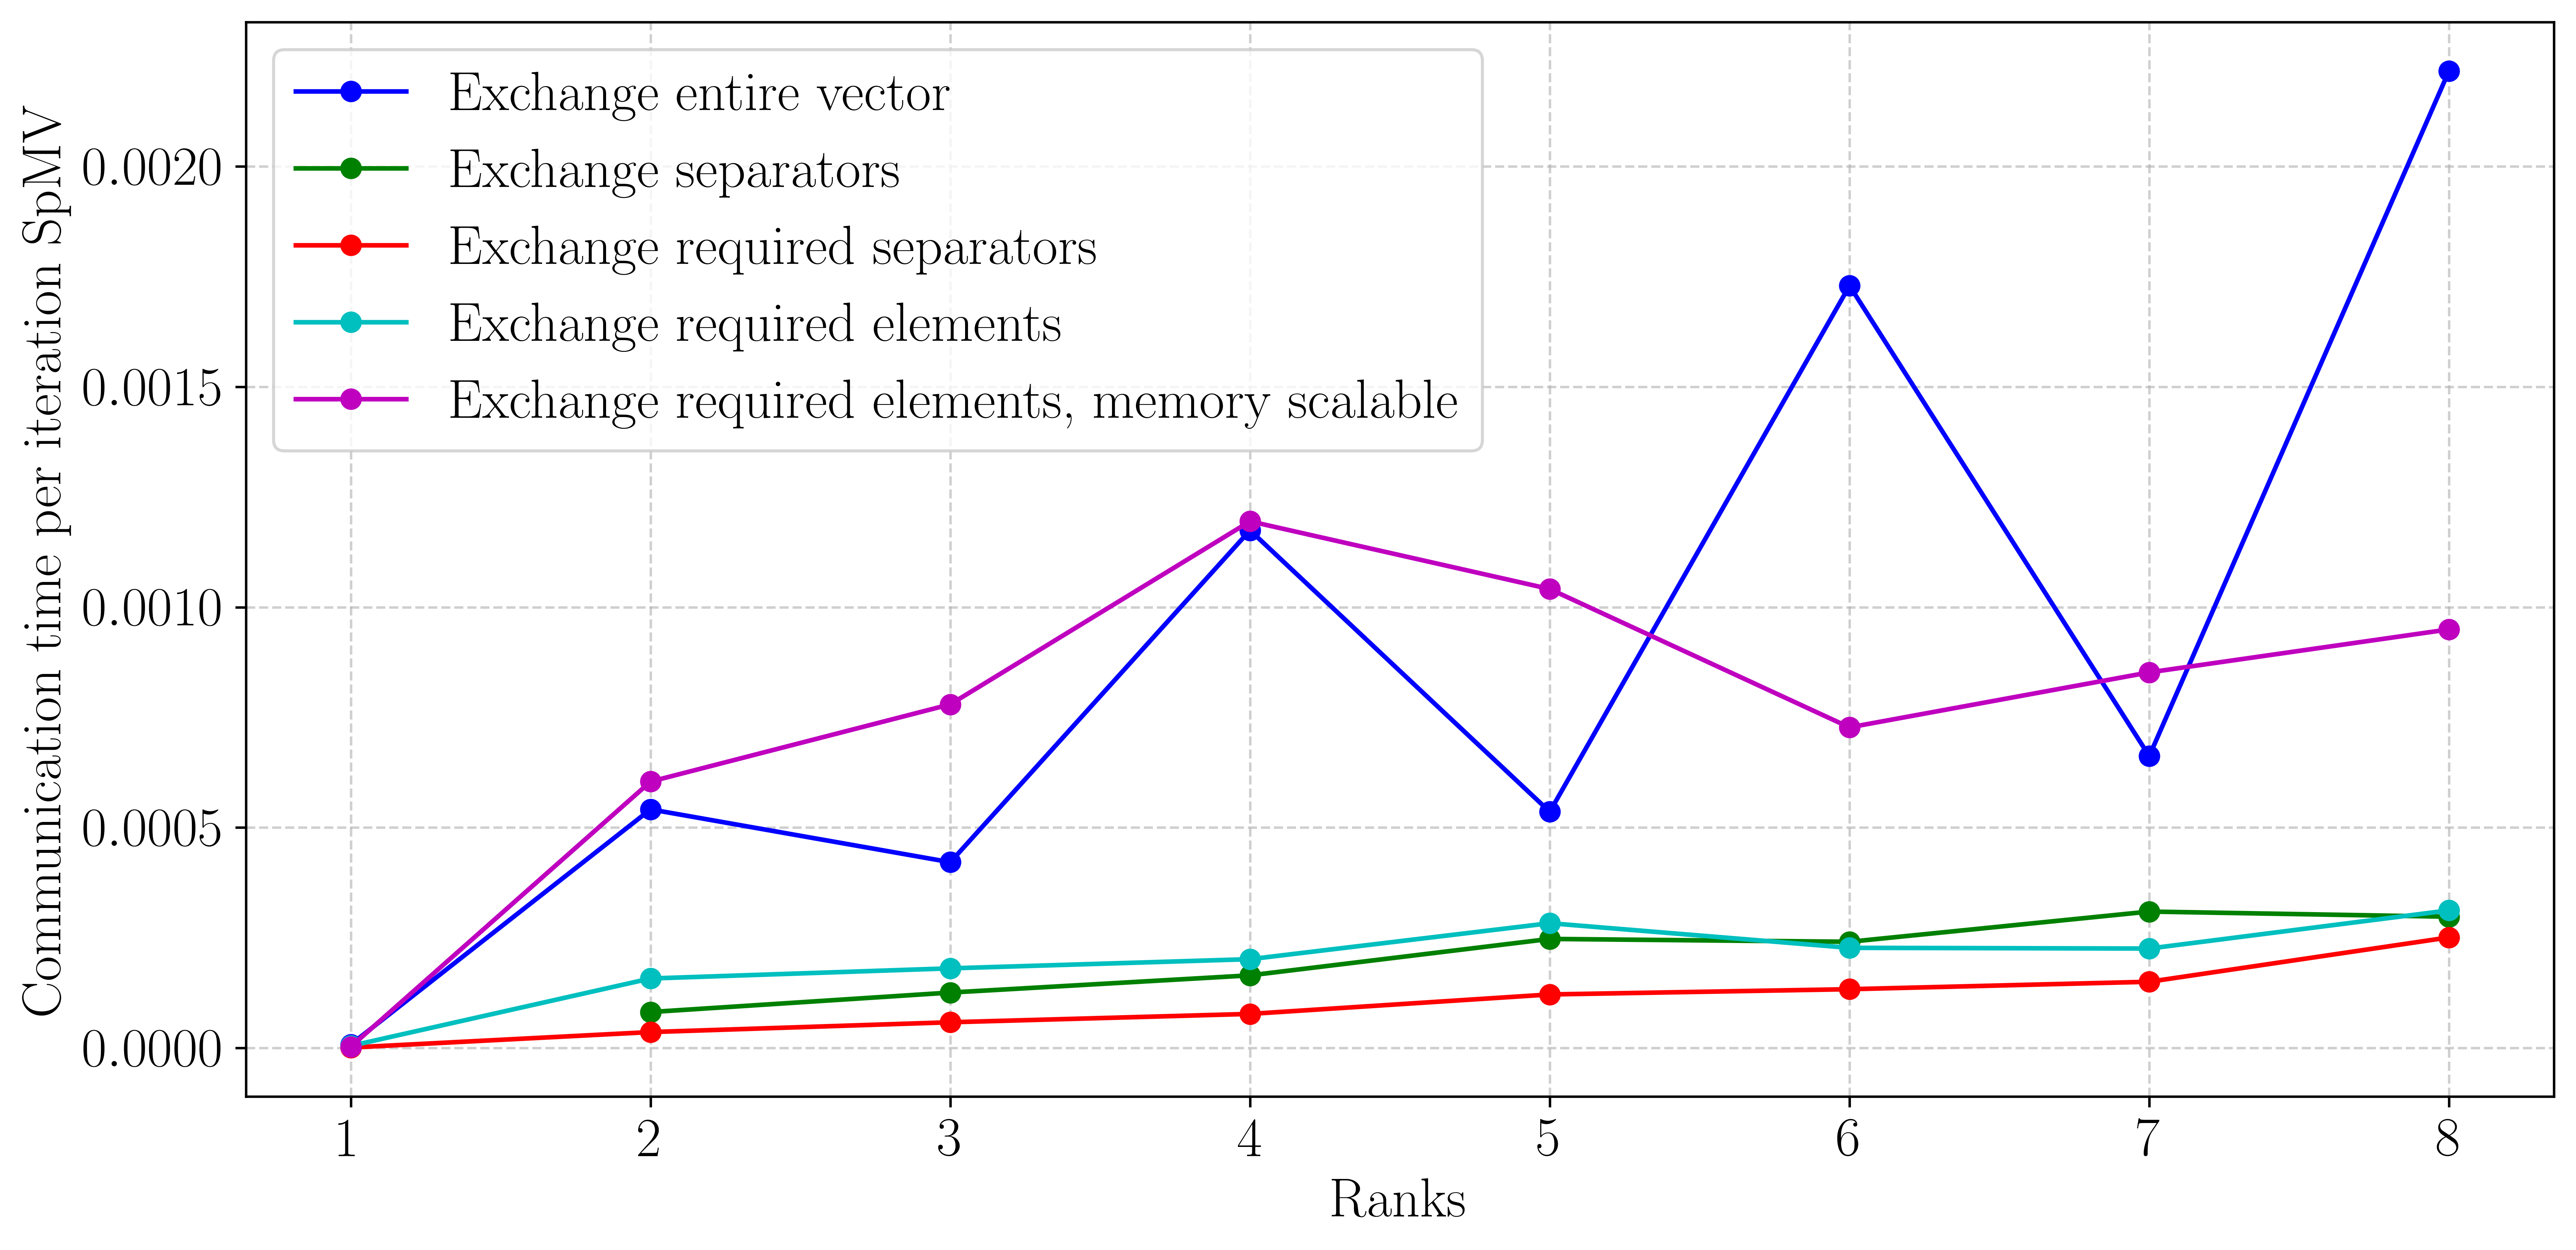 Communication time per iteration SpMV
0.0020
0.0015
0.0010
0.0005
0.0000
Exchange entire vector
Exchange separators
Exchange required separators
Exchange required elements
Exchange required elements, memory scalable
1 2 3 4 5 6 7 8
Ranks